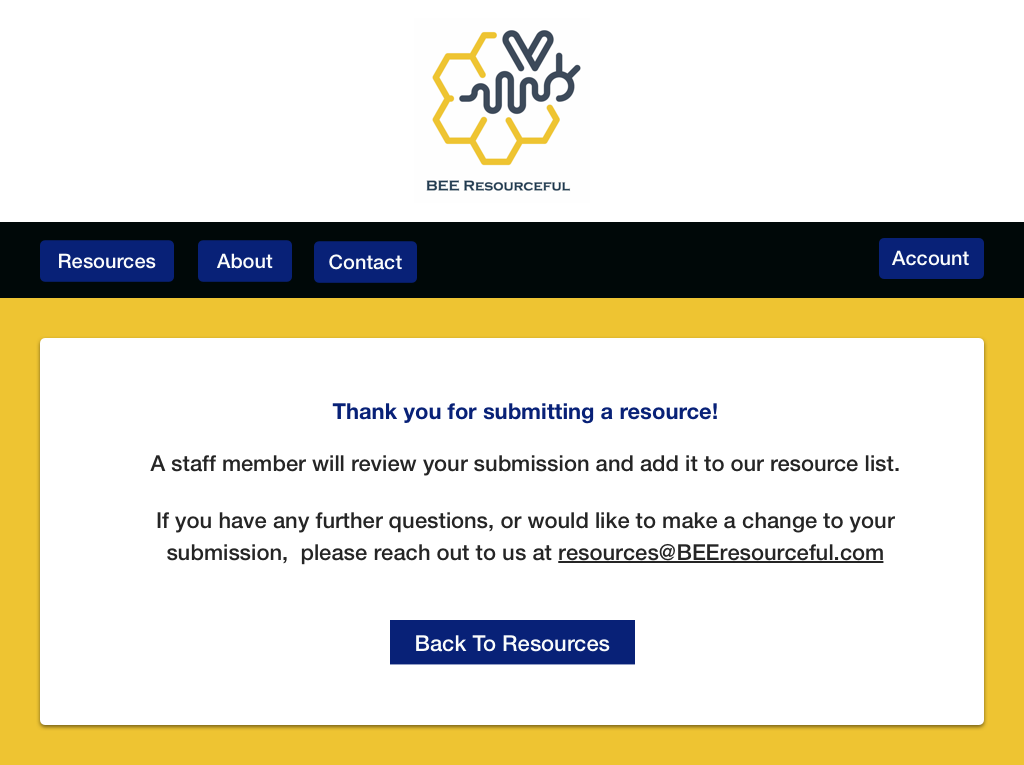 BEE RESOURCEFUL
Resources About Contact Account
Thank you for submitting a resource!
A staff member will review your submission and add it to our resource list.
If you have any further questions, or would like to make a change to your
submission,  please reach out to us at resources@BEEresourceful.com
Back To Resources